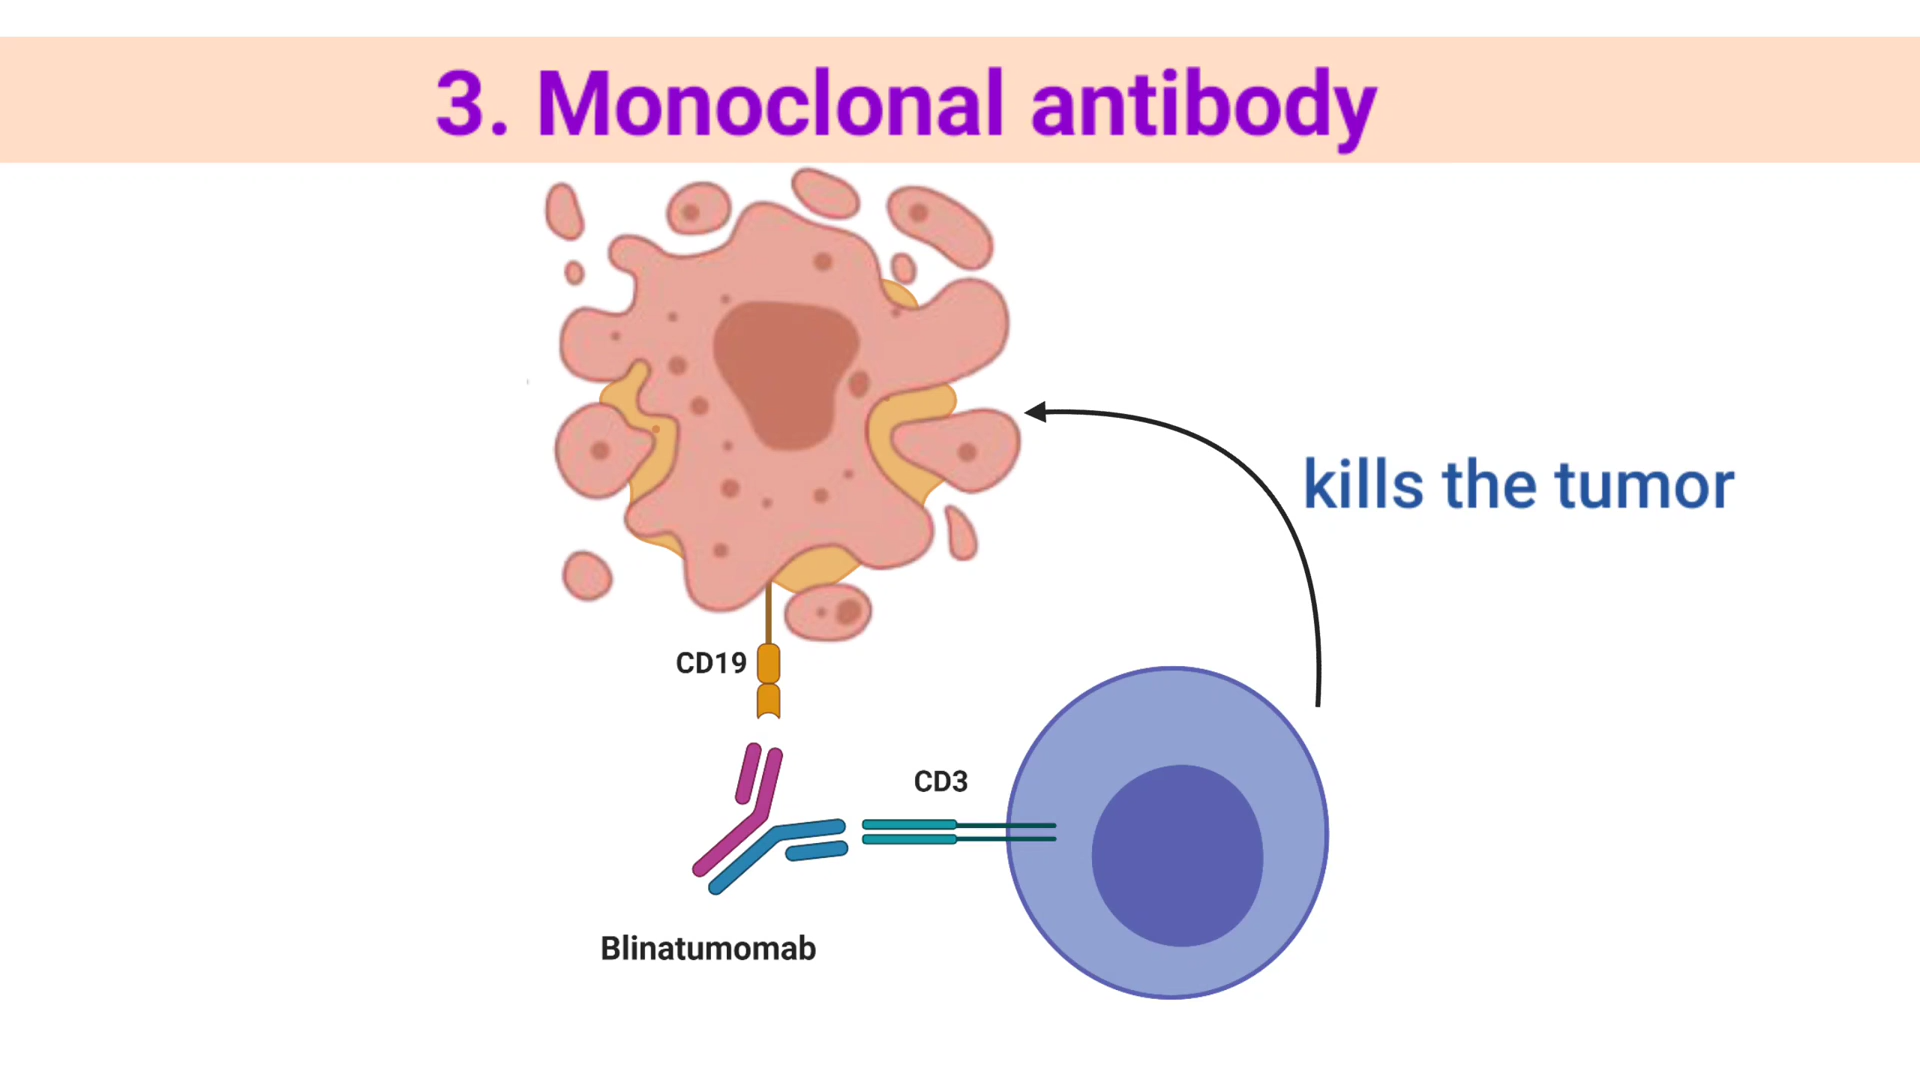 3. Monoclonal antibody
kills the tumor
CD19
CD3
Blinatumomab